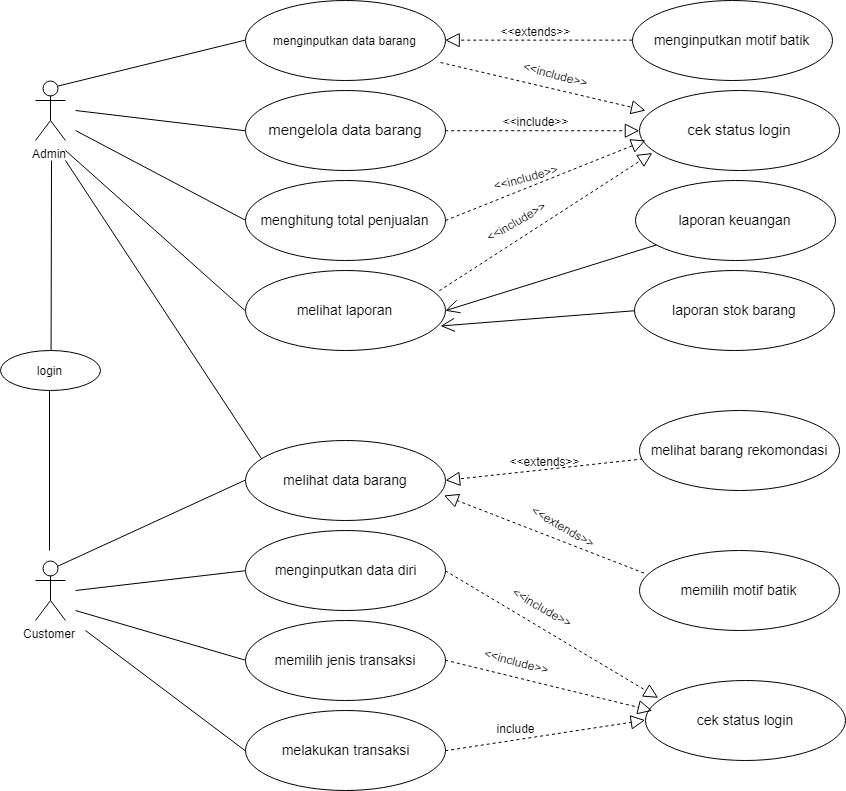 menginputkan data barang
<<extends>>
menginputkan motif batik
<<include>>
Admin
mengelola data barang
<<include>>
cek status login
menghitung total penjualan
<<include>>
laporan keuangan
<<include>>
melihat laporan
laporan stok barang
login
melihat data barang
<<extends>>
melihat barang rekomondasi
<<extends>>
menginputkan data diri
memilih motif batik
<<include>>
Customer
memilih jenis transaksi
<<include>>
cek status login
melakukan transaksi
include